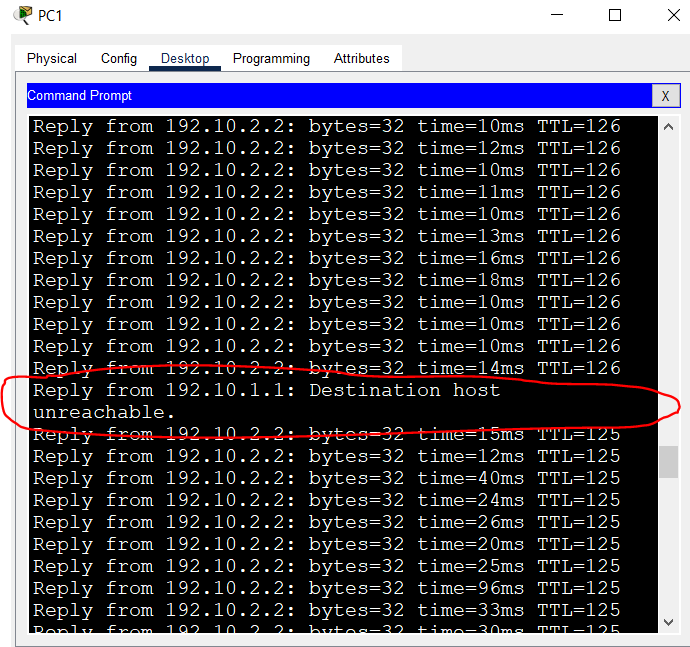 PC1
Physical Config Desktop Programming Attributes
Command Prompt X
Reply from 192.10.2.2: bytes=32 time=10ms TTL=126
Reply from 192.10.2.2: bytes=32 time=12ms TTL=126
Reply from 192.10.2.2: bytes=32 time=10ms TTL=126
Reply from 192.10.2.2: bytes=32 time=11ms TTL=126
Reply from 192.10.2.2: bytes=32 time=10ms TTL=126
Reply from 192.10.2.2: bytes=32 time=13ms TTL=126
Reply from 192.10.2.2: bytes=32 time=16ms TTL=126
Reply from 192.10.2.2: bytes=32 time=18ms TTL=126
Reply from 192.10.2.2: bytes=32 time=10ms TTL=126
Reply from 192.10.2.2: bytes=32 time=10ms TTL=126
Reply from 192.10.2.2: bytes=32 time=10ms TTL=126
Reply from 192.10.2.2: bytes=32 time=14ms TTL=126
Reply from 192.10.1.1: Destination host
unreachable.
Reply from 192.10.2.2: bytes=32 time=15ms TTL=125
Reply from 192.10.2.2: bytes=32 time=12ms TTL=125
Reply from 192.10.2.2: bytes=32 time=40ms TTL=125
Reply from 192.10.2.2: bytes=32 time=24ms TTL=125
Reply from 192.10.2.2: bytes=32 time=26ms TTL=125
Reply from 192.10.2.2: bytes=32 time=20ms TTL=125
Reply from 192.10.2.2: bytes=32 time=25ms TTL=125
Reply from 192.10.2.2: bytes=32 time=96ms TTL=125
Reply from 192.10.2.2: bytes=32 time=33ms TTL=125
Reply from 192.10.2.2: bytes=32 time=30ms TTL=125